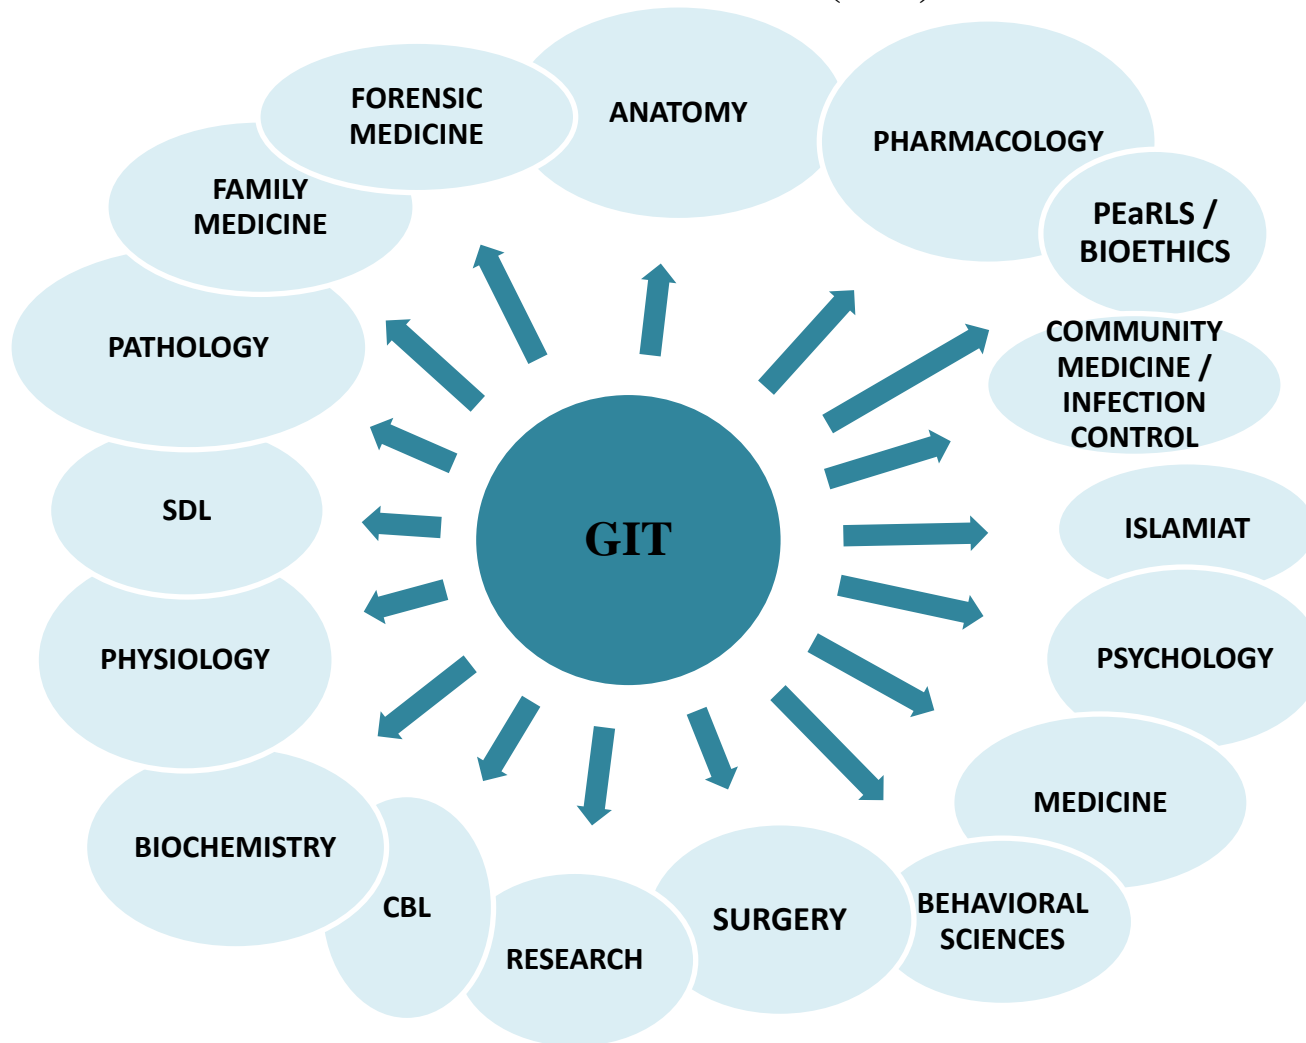 FORENSIC
MEDICINE
ANATOMY
PHARMACOLOGY
FAMILY
MEDICINE
PEaRLS /
BIOETHICS
PATHOLOGY
COMMUNITY
MEDICINE /
INFECTION
CONTROL
SDL
GIT
ISLAMIAT
PHYSIOLOGY
PSYCHOLOGY
MEDICINE
BIOCHEMISTRY
CBL
RESEARCH
SURGERY
BEHAVIORAL
SCIENCES